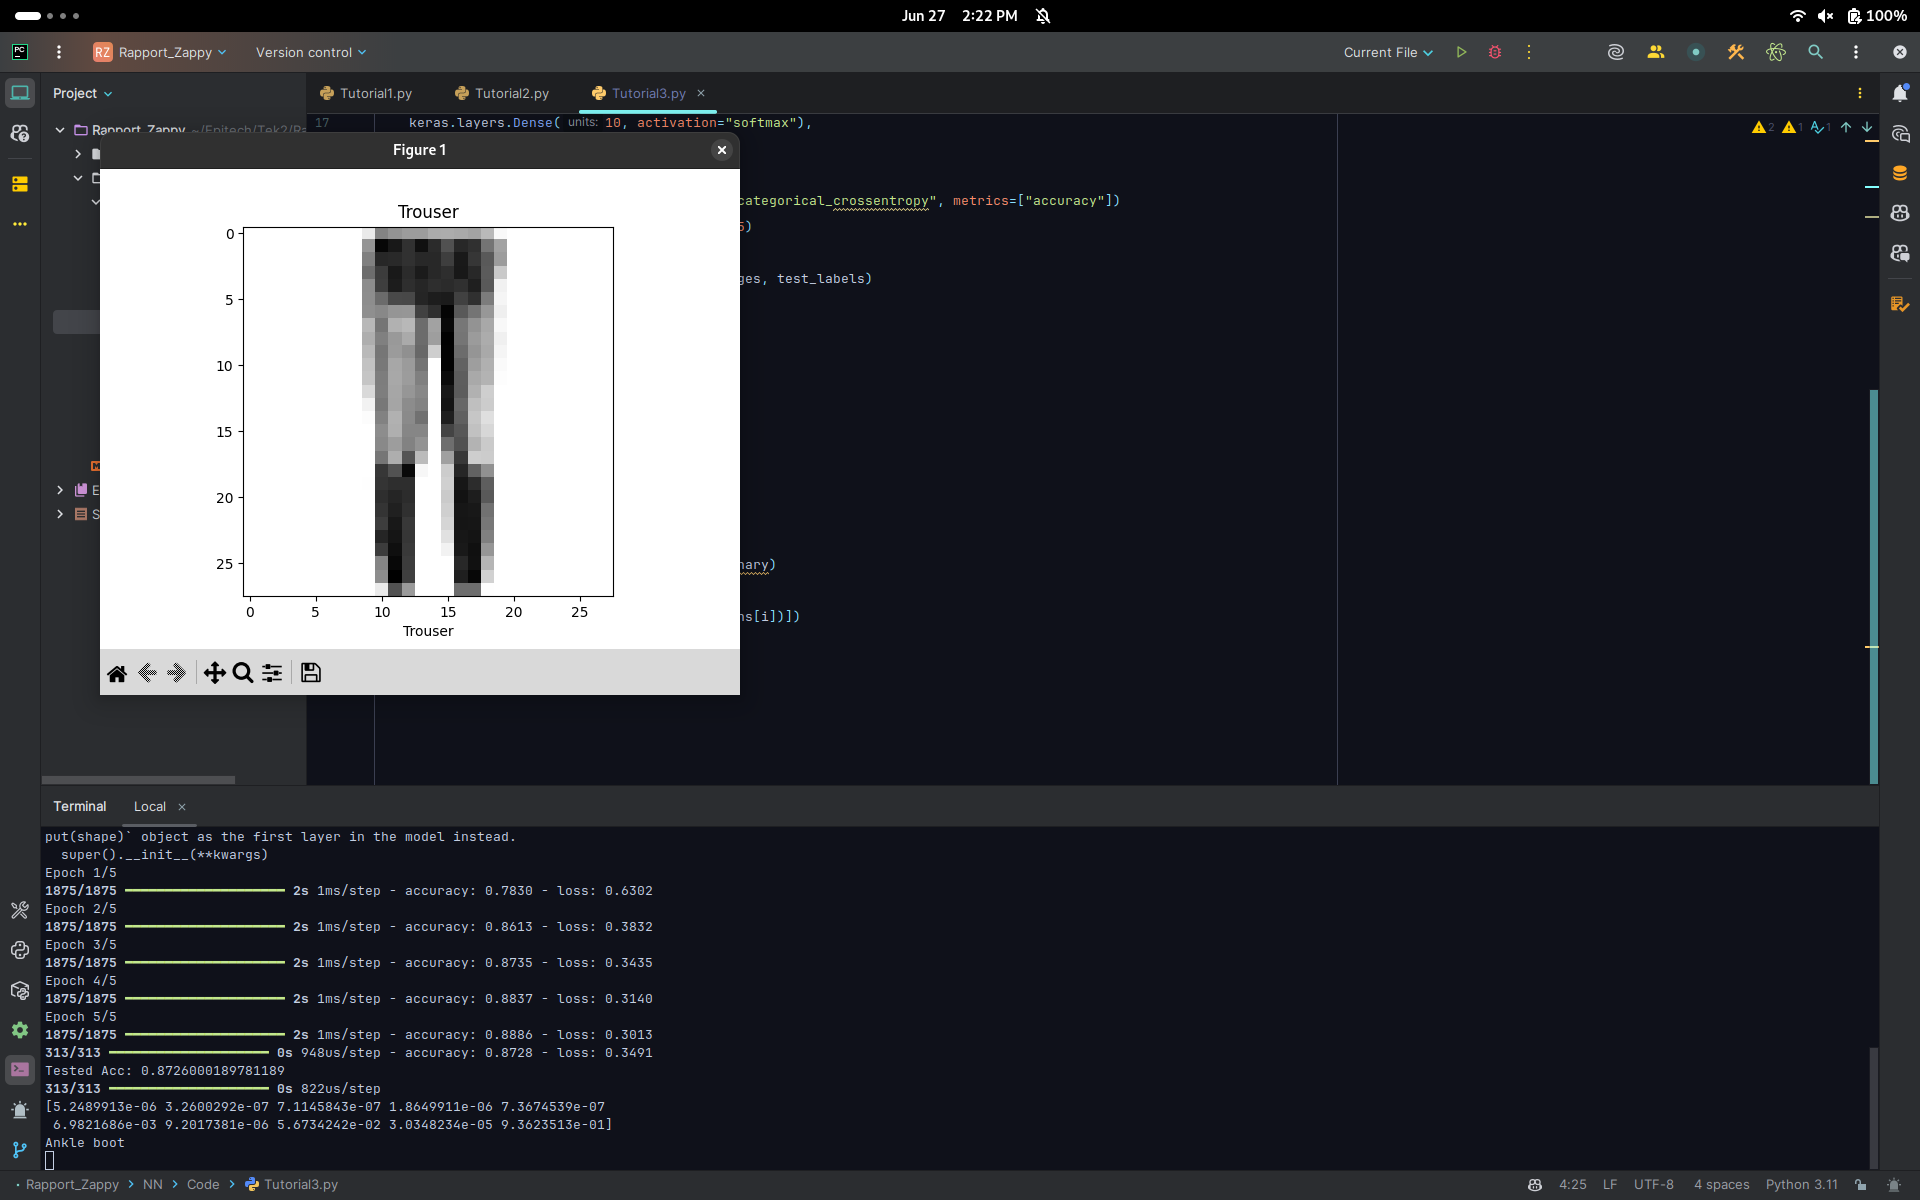 Jun 27 2:22 PM 100%
PC RZ Rapport_Zappy Version control Current File
Project Tutorial1.py Tutorial2.py Tutorial3.py
Rapport_Zappy ~/Epitech/Tek2/Ra
17 keras.layers.Dense( units: 10, activation="softmax"),
2 1 1
Figure 1
categorical_crossentropy", metrics=["accuracy"])
ges, test_labels)
nary)
ns[i])])
Trouser
0
5
10
15
20
25
0 5 10 15 20 25
Trouser
E
S
Terminal Local
put(shape)` object as the first layer in the model instead.
super().__init__(**kwargs)
Epoch 1/5
1875/1875 2s 1ms/step - accuracy: 0.7830 - loss: 0.6302
Epoch 2/5
1875/1875 2s 1ms/step - accuracy: 0.8613 - loss: 0.3832
Epoch 3/5
1875/1875 2s 1ms/step - accuracy: 0.8735 - loss: 0.3435
Epoch 4/5
1875/1875 2s 1ms/step - accuracy: 0.8837 - loss: 0.3140
Epoch 5/5
1875/1875 2s 1ms/step - accuracy: 0.8886 - loss: 0.3013
313/313 0s 948us/step - accuracy: 0.8728 - loss: 0.3491
Tested Acc: 0.8726000189781189
313/313 0s 822us/step
[5.2489913e-06 3.2600292e-07 7.1145843e-07 1.8649911e-06 7.3674539e-07
6.9821686e-03 9.2017381e-06 5.6734242e-02 3.0348234e-05 9.3623513e-01]
Ankle boot
Rapport_Zappy NN Code Tutorial3.py 4:25 LF UTF-8 4 spaces Python 3.11